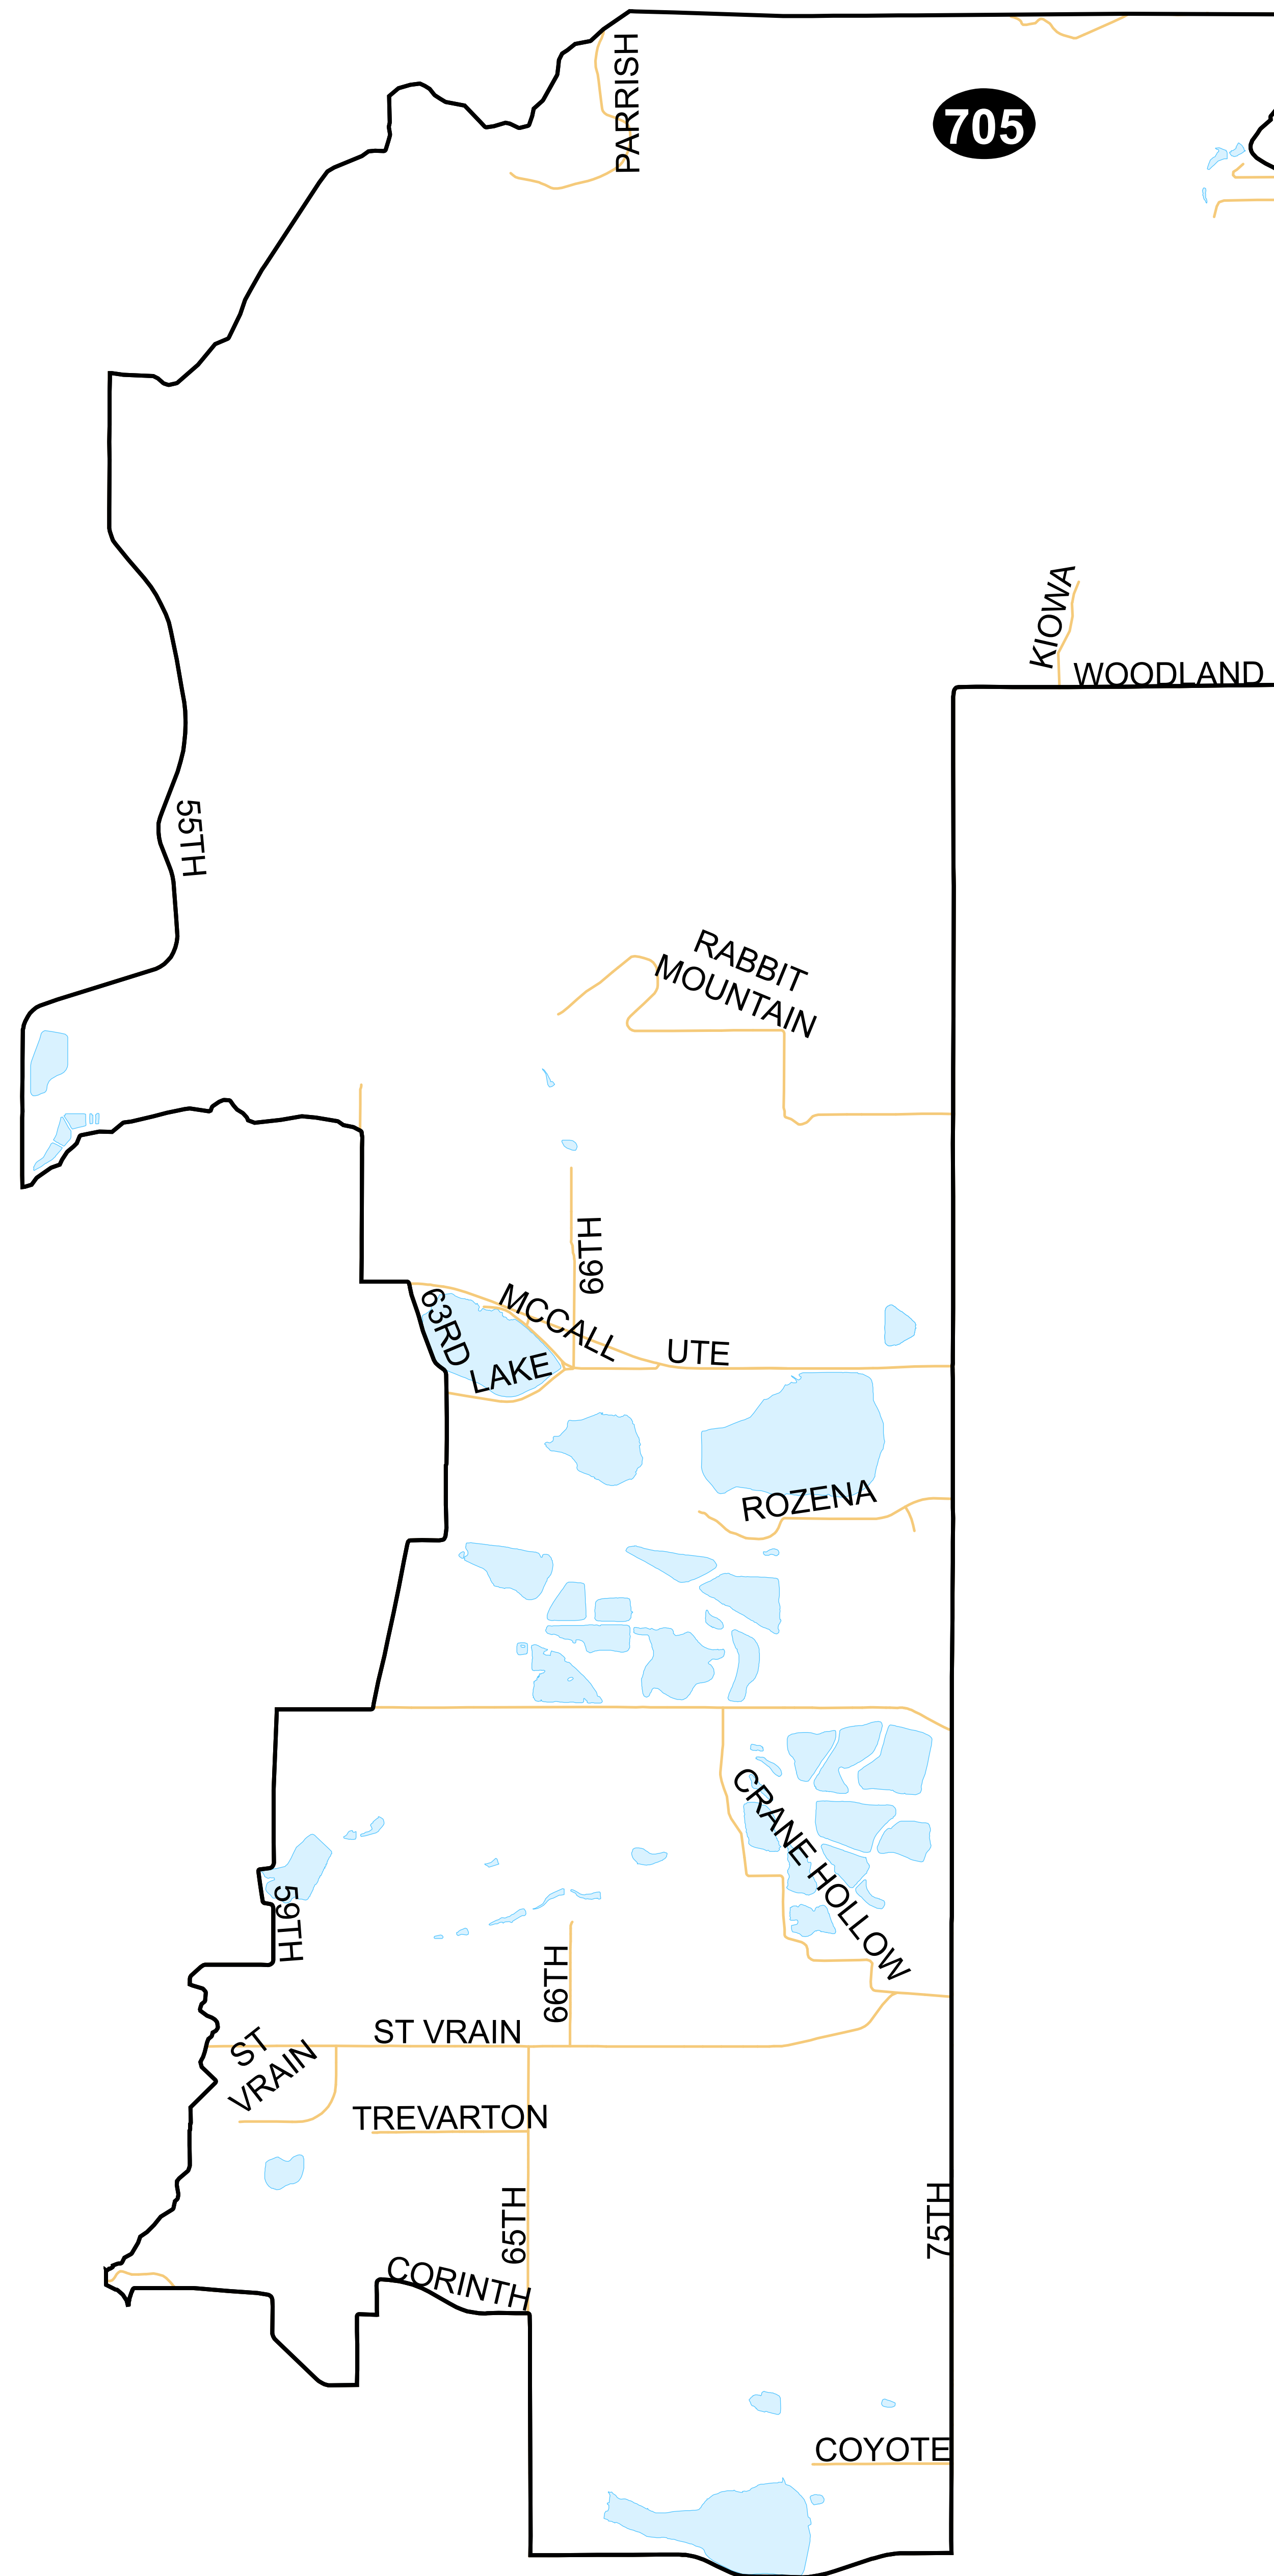 PARRISH
705
KIOWA
WOODLAND
55TH
RABBIT
MOUNTAIN
66TH
63RD
MCCALL
UTE
LAKE
ROZENA
CRANE HOLLOW
59TH
66TH
ST VRAIN
ST
VRAIN
TREVARTON
65TH
75TH
CORINTH
COYOTE